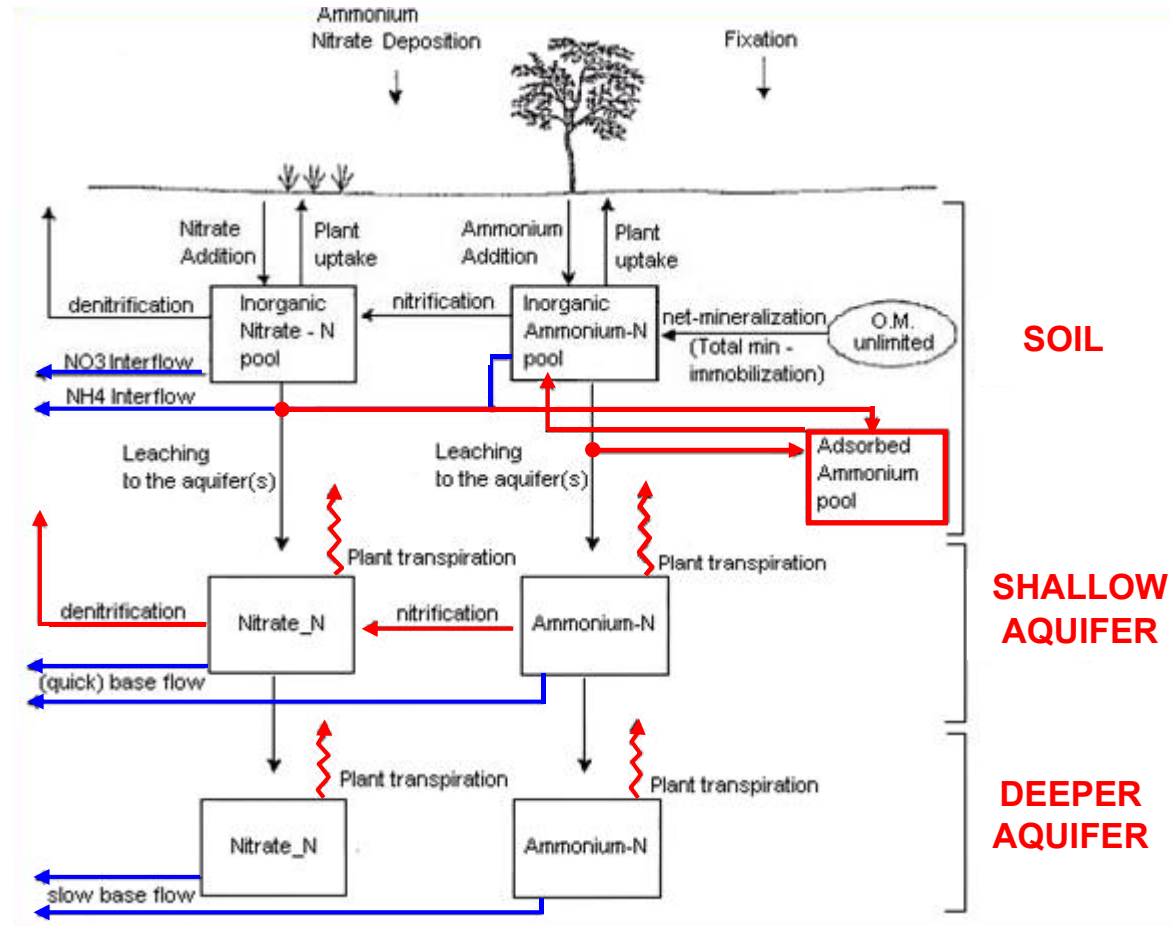 Ammonium
Nitrate Deposition
Fixation
Nitrate
Addition
Plant
uptake
Ammonium
Addition
Plant
uptake
denitrification
Inorganic
Nitrate - N
pool
nitrification
Inorganic
Ammonium-N
pool
net-mineralization
(Total min -
immobilization)
O.M.
unlimited
SOIL
NO3 Interflow
NH4 Interflow
Leaching
to the aquifer(s)
Leaching
to the aquifer(s)
Adsorbed
Ammonium
pool
Plant transpiration
Plant transpiration
denitrification
Nitrate_N
nitrification
Ammonium-N
SHALLOW
AQUIFER
(quick) base flow
Plant transpiration
Plant transpiration
Nitrate_N
Ammonium-N
DEEPER
AQUIFER
slow base flow